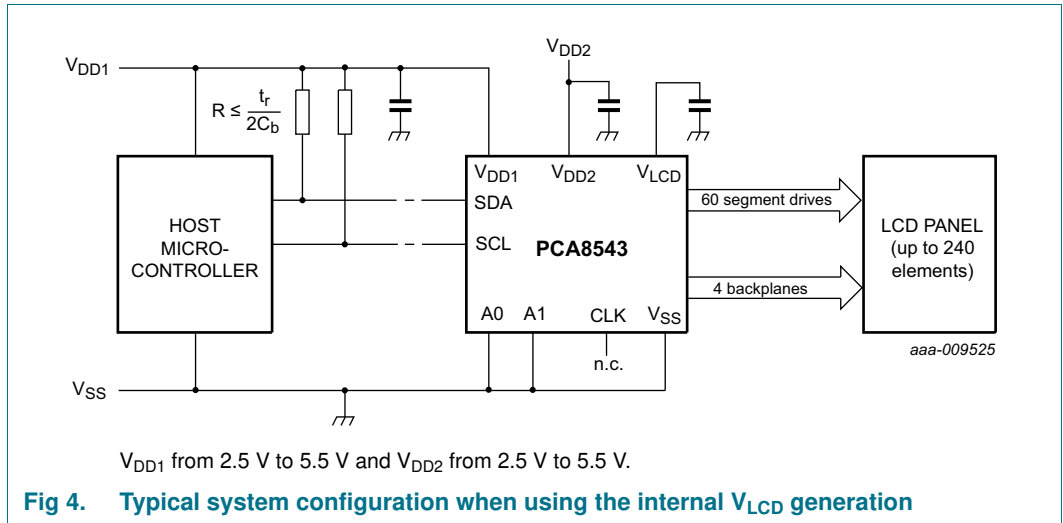 VDD1
VDD2
R ≤ tr
2Cb
VDD1 VDD2 VLCD
SDA
SCL
PCA8543
HOST
MICRO-
CONTROLLER
60 segment drives
4 backplanes
LCD PANEL
(up to 240
elements)
A0 A1 CLK VSS
n.c.
aaa-009525
VSS
VDD1 from 2.5 V to 5.5 V and VDD2 from 2.5 V to 5.5 V.
Fig 4. Typical system configuration when using the internal VLCD generation